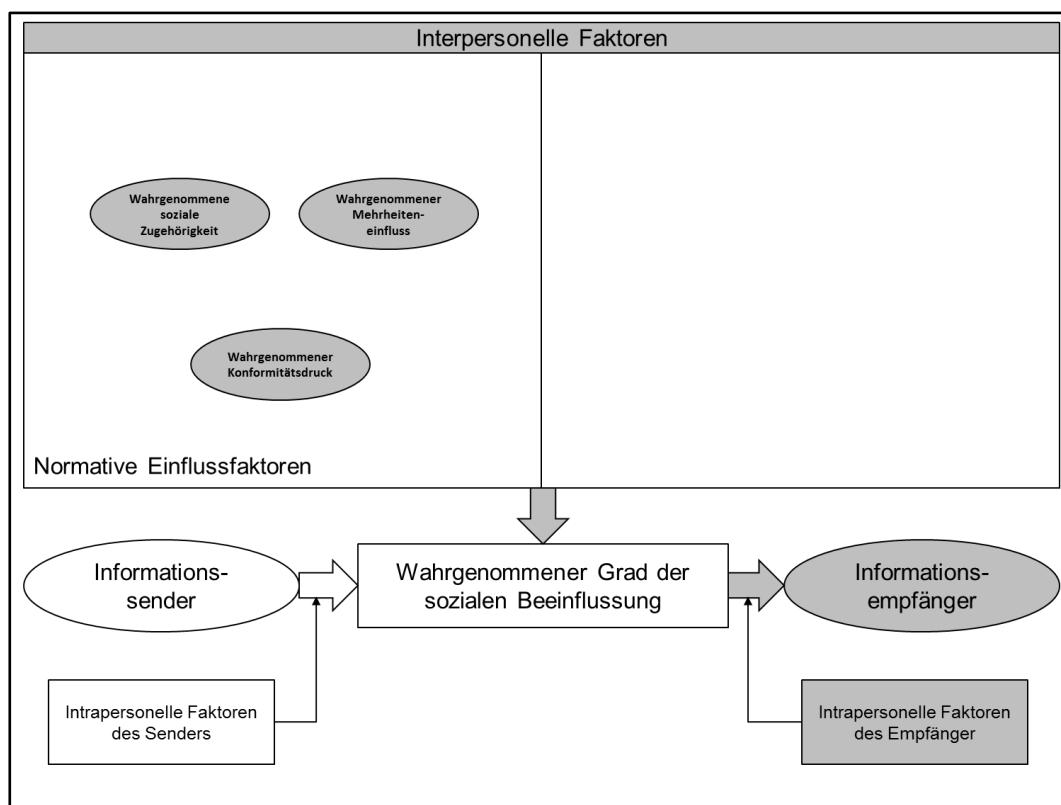 Interpersonelle Faktoren
Wahrgenommene
soziale
Zugehörigkeit
Wahrgenommener
Mehrheiten-
einfluss
Wahrgenommener
Konformitätsdruck
Normative Einflussfaktoren
Informations-
sender
Wahrgenommener Grad der
sozialen Beeinflussung
Informations-
empfänger
Intrapersonelle Faktoren
des Senders
Intrapersonelle Faktoren
des Empfänger